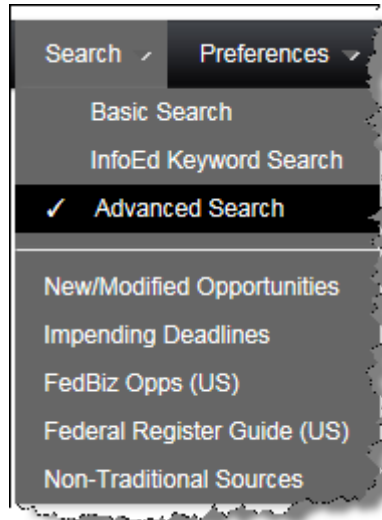 Search Preferences
Basic Search
InfoEd Keyword Search
✓ Advanced Search
New/Modified Opportunities
Impending Deadlines
FedBiz Opps (US)
Federal Register Guide (US)
Non-Traditional Sources